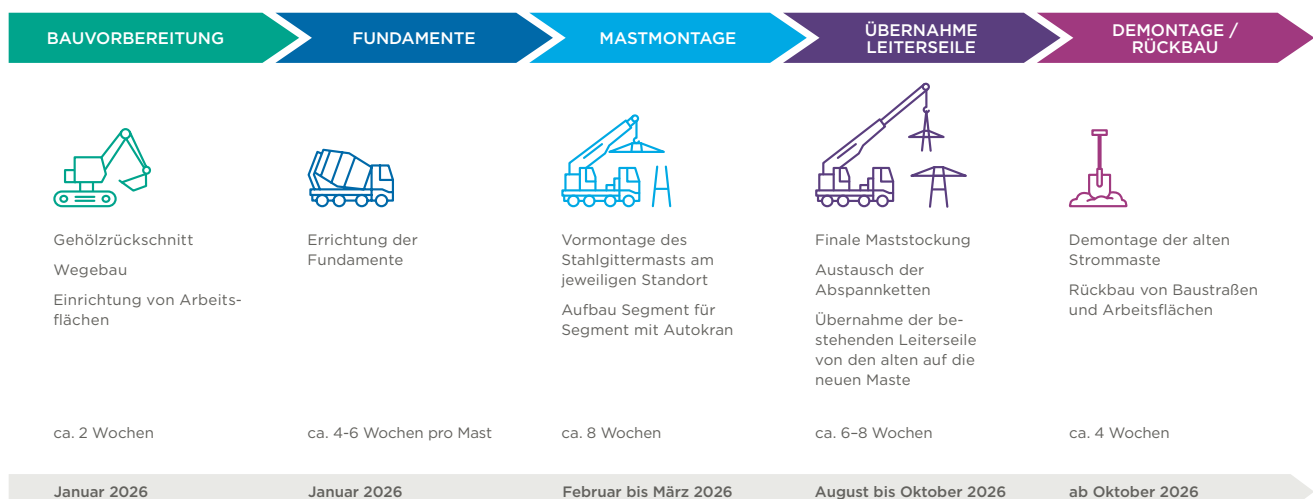 BAUVORBEREITUNG
FUNDAMENTE
MASTMONTAGE
ÜBERNAHME
LEITERSEILE
DEMONTAGE /
RÜCKBAU
Gehölzrückschnitt
Wegebau
Einrichtung von Arbeits-
flächen
Errichtung der
Fundamente
Vormontage des
Stahlgittermasts am
jeweiligen Standort
Aufbau Segment für
Segment mit Autokran
Finale Maststockung
Austausch der
Abspannketten
Übernahme der be-
stehenden Leiterseile
von den alten auf die
neuen Maste
Demontage der alten
Strommaste
Rückbau von Baustraßen
und Arbeitsflächen
ca. 2 Wochen
ca. 4-6 Wochen pro Mast
ca. 8 Wochen
ca. 6–8 Wochen
ca. 4 Wochen
Januar 2026
Januar 2026
Februar bis März 2026
August bis Oktober 2026
ab Oktober 2026